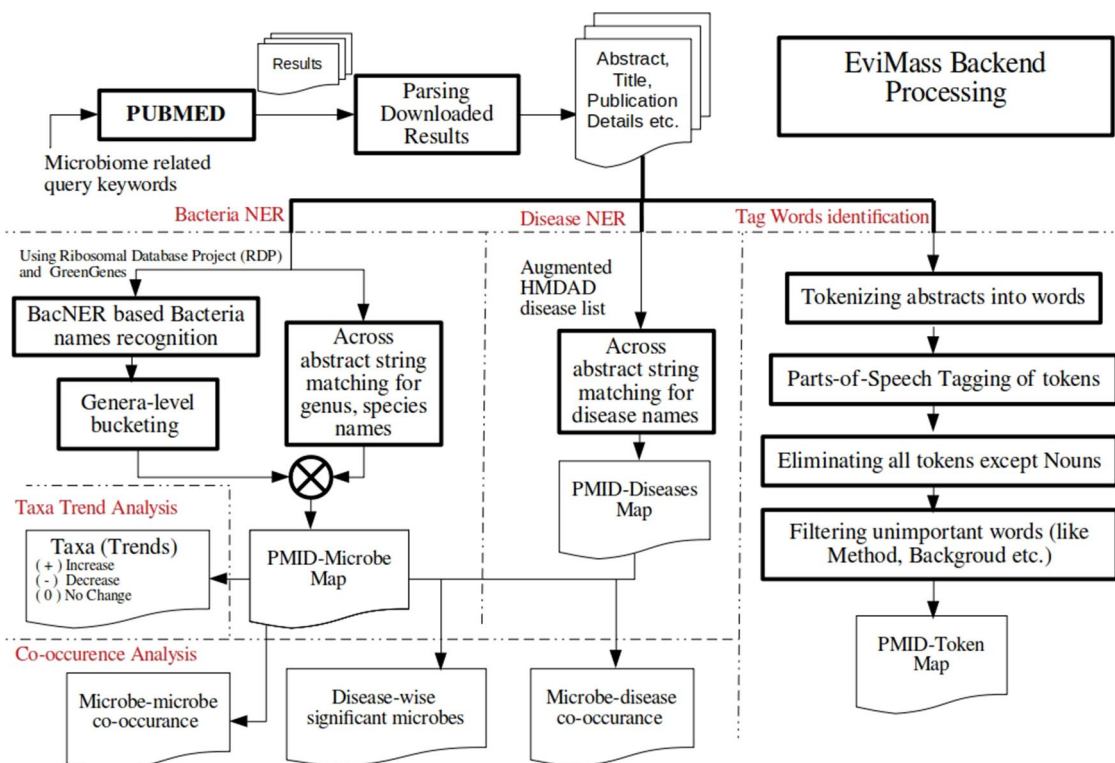 Results
PUBMED
Parsing
Downloaded
Results
Abstract,
Title,
Publication
Details etc.
EviMass Backend
Processing
Microbiome related
query keywords
Bacteria NER
Disease NER
Tag Words identification
Using Ribosomal Database Project (RDP)
and GreenGenes
BacNER based Bacteria
names recognition
Genera-level
bucketing
Across
abstract string
matching for
genus, species
names
Augmented
HMDAD
disease list
Across
abstract string
matching for
disease names
Tokenizing abstracts into words
Parts-of-Speech Tagging of tokens
Eliminating all tokens except Nouns
Filtering unimportant words (like
Method, Backgroud etc.)
PMID-Token
Map
PMID-Diseases
Map
Taxa Trend Analysis
Taxa (Trends)
( + ) Increase
( - ) Decrease
( 0 ) No Change
PMID-Microbe
Map
Co-occurence Analysis
Microbe-microbe
co-occurance
Disease-wise
significant microbes
Microbe-disease
co-occurance